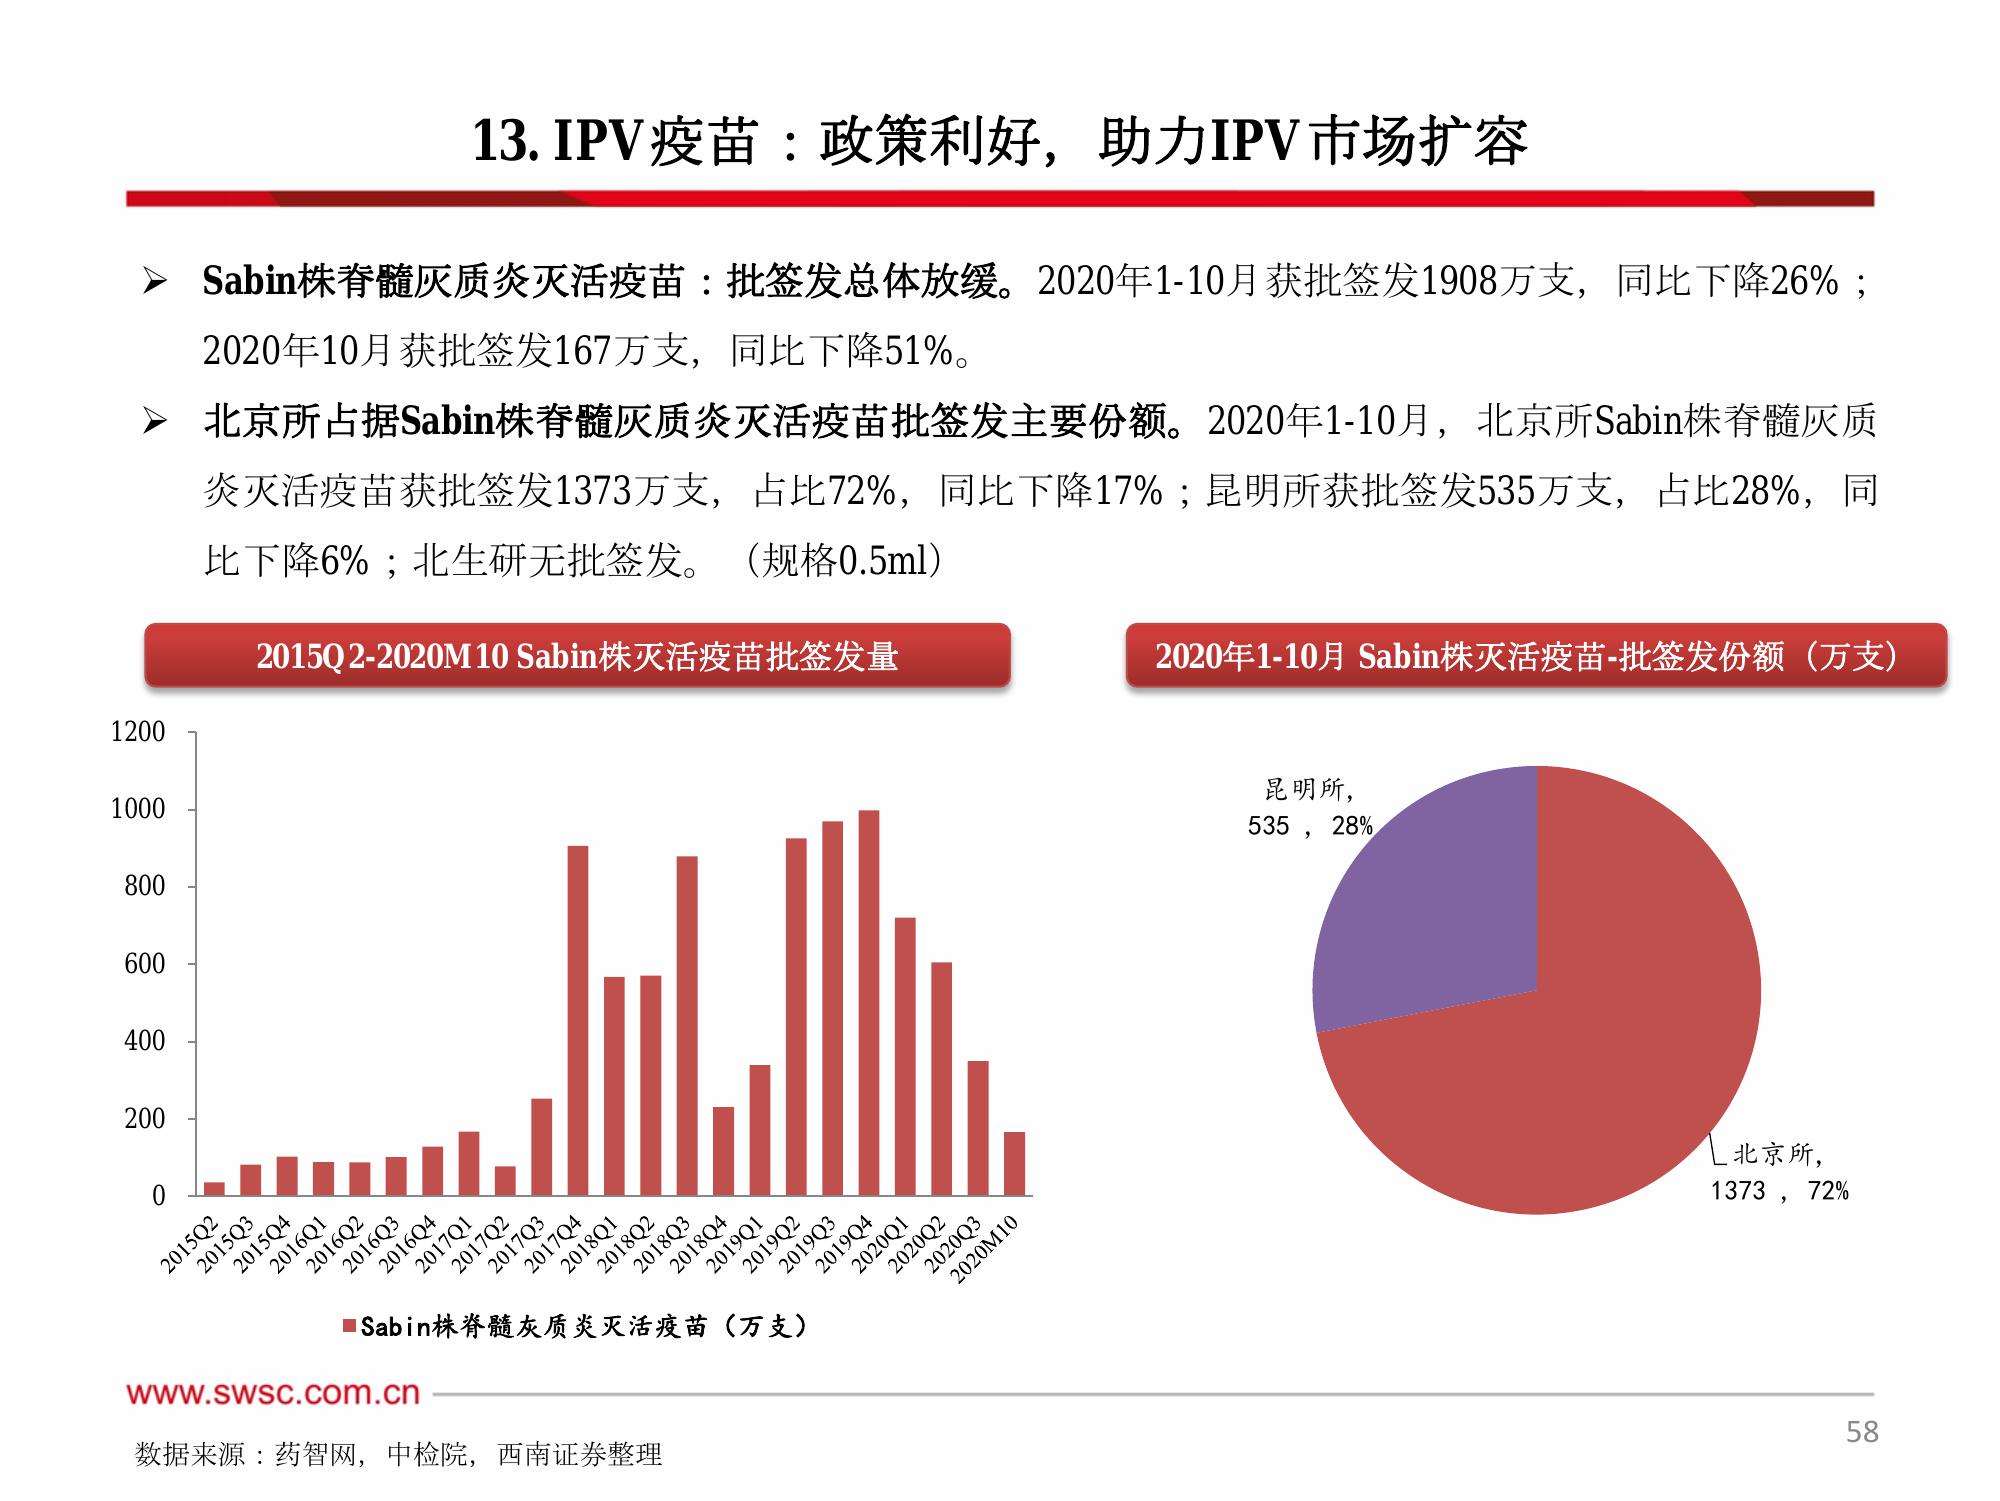 13. IPV疫苗：政策利好，助力IPV市场扩容
➢ Sabin株脊髓灰质炎灭活疫苗：批签发总体放缓。2020年1-10月获批签发1908万支，同比下降26%；
2020年10月获批签发167万支，同比下降51%。
➢ 北京所占据Sabin株脊髓灰质炎灭活疫苗批签发主要份额。2020年1-10月，北京所Sabin株脊髓灰质
炎灭活疫苗获批签发1373万支，占比72%，同比下降17%；昆明所获批签发535万支，占比28%，同
比下降6%；北生研无批签发。（规格0.5ml）
2015Q2-2020M10 Sabin株灭活疫苗批签发量
1200
1000
800
600
400
200
0
2015Q2
2015Q3
2015Q4
2016Q1
2016Q2
2016Q3
2016Q4
2017Q1
2017Q2
2017Q3
2017Q4
2018Q1
2018Q2
2018Q3
2018Q4
2019Q1
2019Q2
2019Q3
2019Q4
2020Q1
2020Q2
2020Q3
2020M10
Sabin株脊髓灰质炎灭活疫苗（万支）
2020年1-10月 Sabin株灭活疫苗-批签发份额（万支）
昆明所，
535 , 28%
北京所，
1373 , 72%
www.swsc.com.cn
58
数据来源：药智网，中检院，西南证券整理